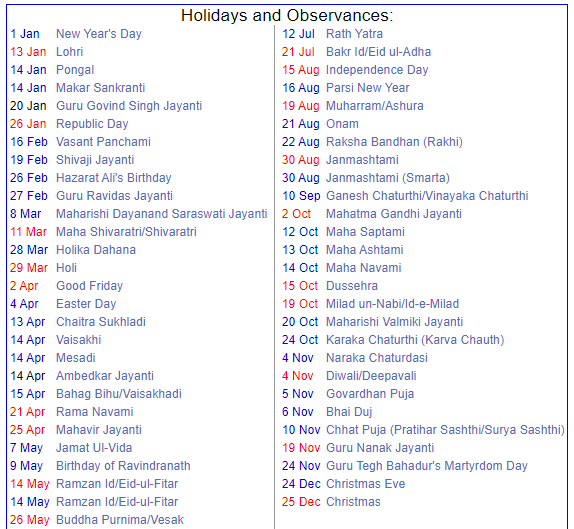 Holidays and Observances:
1 Jan New Year's Day
13 Jan Lohri
14 Jan Pongal
14 Jan Makar Sankranti
20 Jan Guru Govind Singh Jayanti
26 Jan Republic Day
16 Feb Vasant Panchami
19 Feb Shivaji Jayanti
26 Feb Hazarat Ali's Birthday
27 Feb Guru Ravidas Jayanti
8 Mar Maharishi Dayanand Saraswati Jayanti
11 Mar Maha Shivaratri/Shivaratri
28 Mar Holika Dahana
29 Mar Holi
2 Apr Good Friday
4 Apr Easter Day
13 Apr Chaitra Sukhladi
14 Apr Vaisakhi
14 Apr Mesadi
14 Apr Ambedkar Jayanti
15 Apr Bahag Bihu/Vaisakhadi
21 Apr Rama Navami
25 Apr Mahavir Jayanti
7 May Jamat Ul-Vida
9 May Birthday of Ravindranath
14 May Ramzan Id/Eid-ul-Fitar
14 May Ramzan Id/Eid-ul-Fitar
26 May Buddha Purnima/Vesak
12 Jul Rath Yatra
21 Jul Bakr Id/Eid ul-Adha
15 Aug Independence Day
16 Aug Parsi New Year
19 Aug Muharram/Ashura
21 Aug Onam
22 Aug Raksha Bandhan (Rakhi)
30 Aug Janmashtami
30 Aug Janmashtami (Smarta)
10 Sep Ganesh Chaturthi/Vinayaka Chaturthi
2 Oct Mahatma Gandhi Jayanti
12 Oct Maha Saptami
13 Oct Maha Ashtami
14 Oct Maha Navami
15 Oct Dussehra
19 Oct Milad un-Nabi/Id-e-Milad
20 Oct Maharishi Valmiki Jayanti
24 Oct Karaka Chaturthi (Karva Chauth)
4 Nov Naraka Chaturdasi
4 Nov Diwali/Deepavali
5 Nov Govardhan Puja
6 Nov Bhai Duj
10 Nov Chhat Puja (Pratihar Sashthi/Surya Sashthi)
19 Nov Guru Nanak Jayanti
24 Nov Guru Tegh Bahadur's Martyrdom Day
24 Dec Christmas Eve
25 Dec Christmas